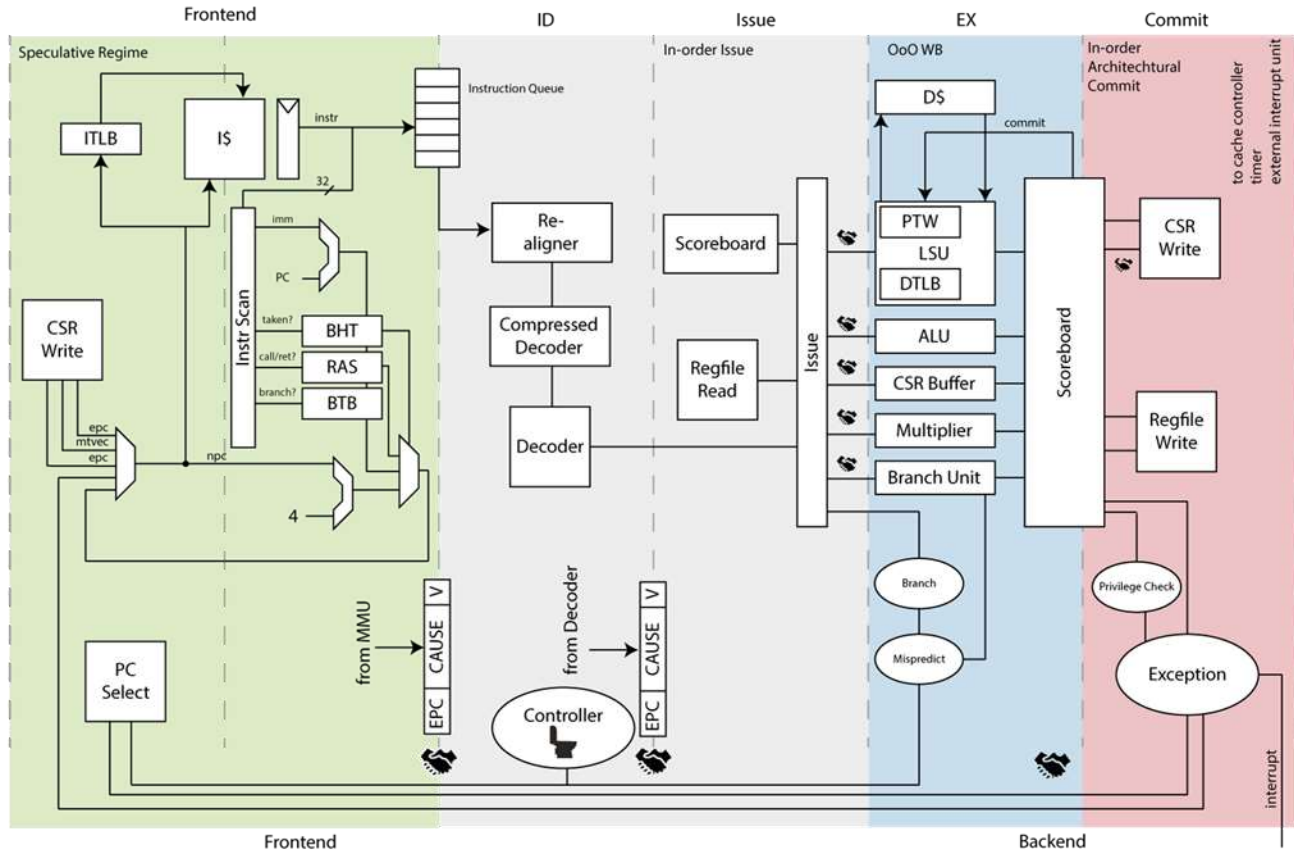 Frontend
ID
Issue
EX
Commit
Speculative Regime
In-order Issue
OoO WB
In-order
Architechtural
Commit
to cache controller
timer
external interrupt unit
Instruction Queue
ITLB
I$
instr
32
D$
commit
Instr Scan
imm
PC
taken?
BHT
call/ret?
RAS
branch?
BTB
CSR
Write
epc
mtvec
epc
npc
4
Re-
aligner
Compressed
Decoder
Decoder
Scoreboard
Regfile
Read
Issue
PTW
LSU
DTLB
ALU
CSR Buffer
Multiplier
Branch Unit
Scoreboard
CSR
Write
Regfile
Write
Branch
Mispredict
Privilege Check
Exception
interrupt
PC
Select
from MMU
EPC
CAUSE
V
from Decoder
EPC
CAUSE
V
Controller
Frontend
Backend